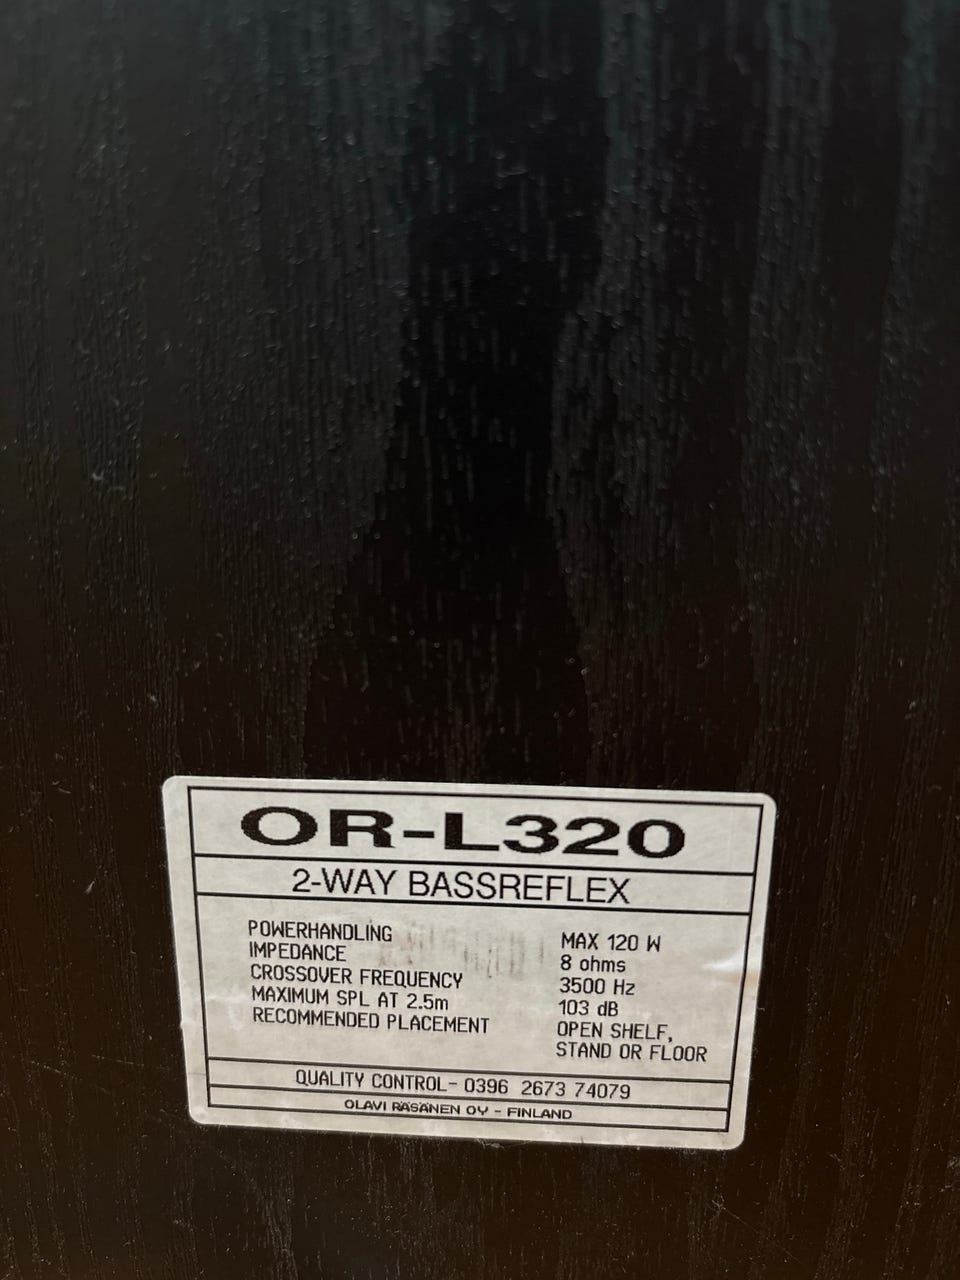 OR-L320
2-WAY BASSREFLEX
POWERHANDLING MAX 120 W
IMPEDANCE 8 ohms
CROSSOVER FREQUENCY 3500 Hz
MAXIMUM SPL AT 2.5m 103 dB
RECOMMENDED PLACEMENT OPEN SHELF,
STAND OR FLOOR
QUALITY CONTROL- 0396 2673 74079
OLAVI RÄSÄNEN OY - FINLAND